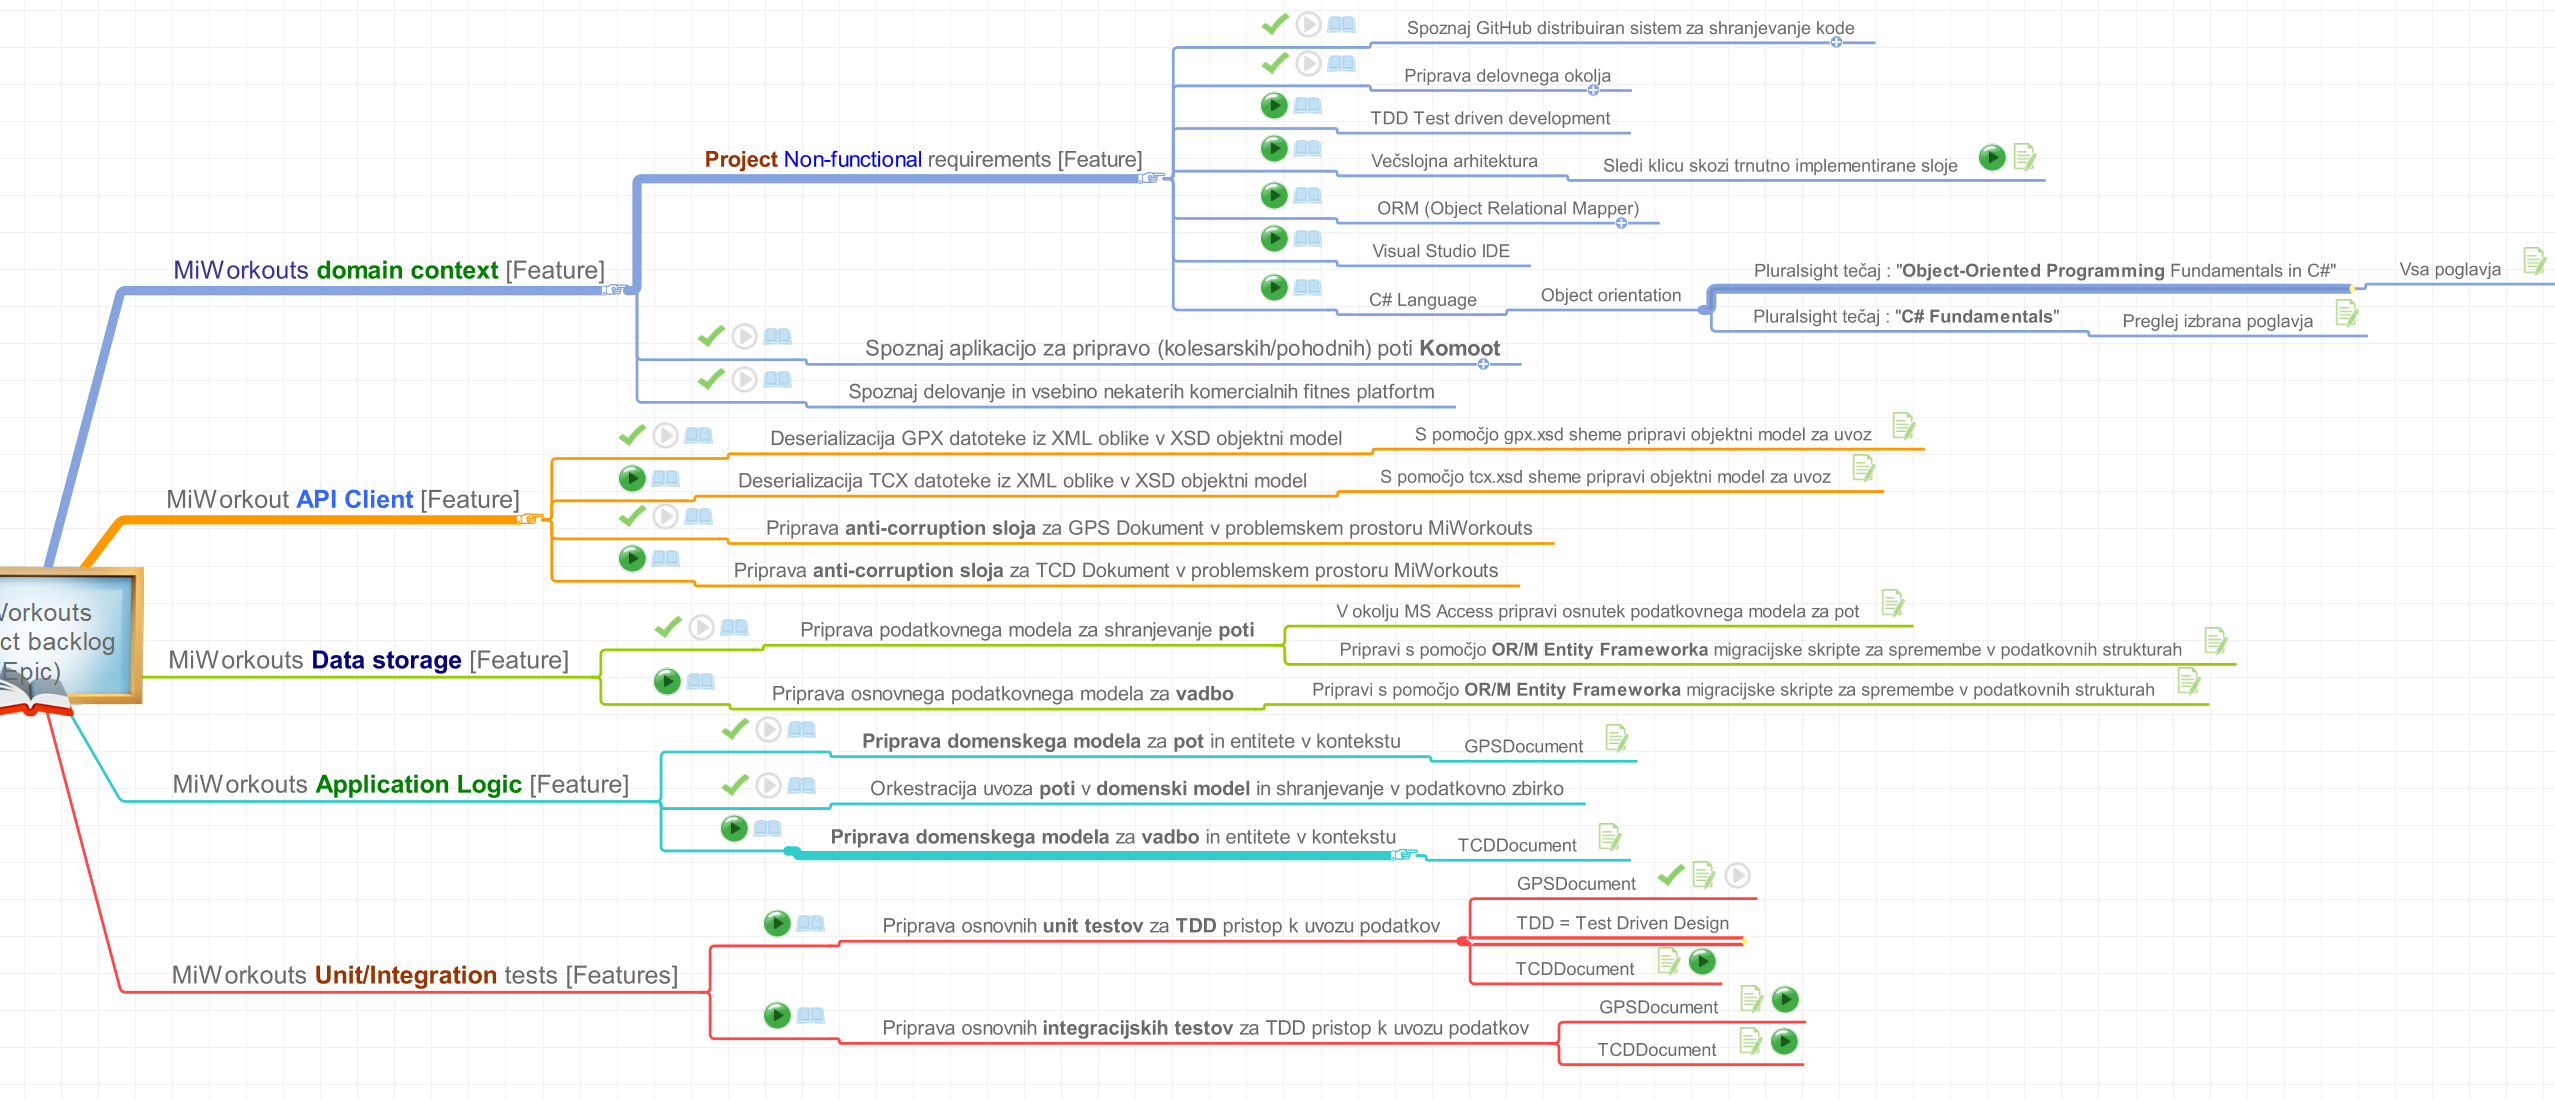 Spoznaj GitHub distribuiran sistem za shranjevanje kode
Priprava delovnega okolja
TDD Test driven development
Project Non-functional requirements [Feature]
Večslojna arhitektura
Sledi klicu skozi trnutno implementirane sloje
ORM (Object Relational Mapper)
Visual Studio IDE
MiWorkouts domain context [Feature]
C# Language
Object orientation
Pluralsight tečaj : "Object-Oriented Programming Fundamentals in C#"
Vsa poglavja
Pluralsight tečaj : "C# Fundamentals"
Preglej izbrana poglavja
Spoznaj aplikacijo za pripravo (kolesarskih/pohodnih) poti Komoot
Spoznaj delovanje in vsebino nekaterih komercialnih fitnes platfortm
MiWorkout API Client [Feature]
Deserializacija GPX datoteke iz XML oblike v XSD objektni model
S pomočjo gpx.xsd sheme pripravi objektni model za uvoz
Deserializacija TCX datoteke iz XML oblike v XSD objektni model
S pomočjo tcx.xsd sheme pripravi objektni model za uvoz
Priprava anti-corruption sloja za GPS Dokument v problemskem prostoru MiWorkouts
Priprava anti-corruption sloja za TCD Dokument v problemskem prostoru MiWorkouts
Workouts
ct backlog
(Epic)
MiWorkouts Data storage [Feature]
Priprava podatkovnega modela za shranjevanje poti
V okolju MS Access pripravi osnutek podatkovnega modela za pot
Pripravi s pomočjo OR/M Entity Frameworka migracijske skripte za spremembe v podatkovnih strukturah
Priprava osnovnega podatkovnega modela za vadbo
Pripravi s pomočjo OR/M Entity Frameworka migracijske skripte za spremembe v podatkovnih strukturah
MiWorkouts Application Logic [Feature]
Priprava domenskega modela za pot in entitete v kontekstu
GPSDocument
Orkestracija uvoza poti v domenski model in shranjevanje v podatkovno zbirko
Priprava domenskega modela za vadbo in entitete v kontekstu
TCDDocument
MiWorkouts Unit/Integration tests [Features]
Priprava osnovnih unit testov za TDD pristop k uvozu podatkov
GPSDocument
TDD = Test Driven Design
TCDDocument
Priprava osnovnih integracijskih testov za TDD pristop k uvozu podatkov
GPSDocument
TCDDocument